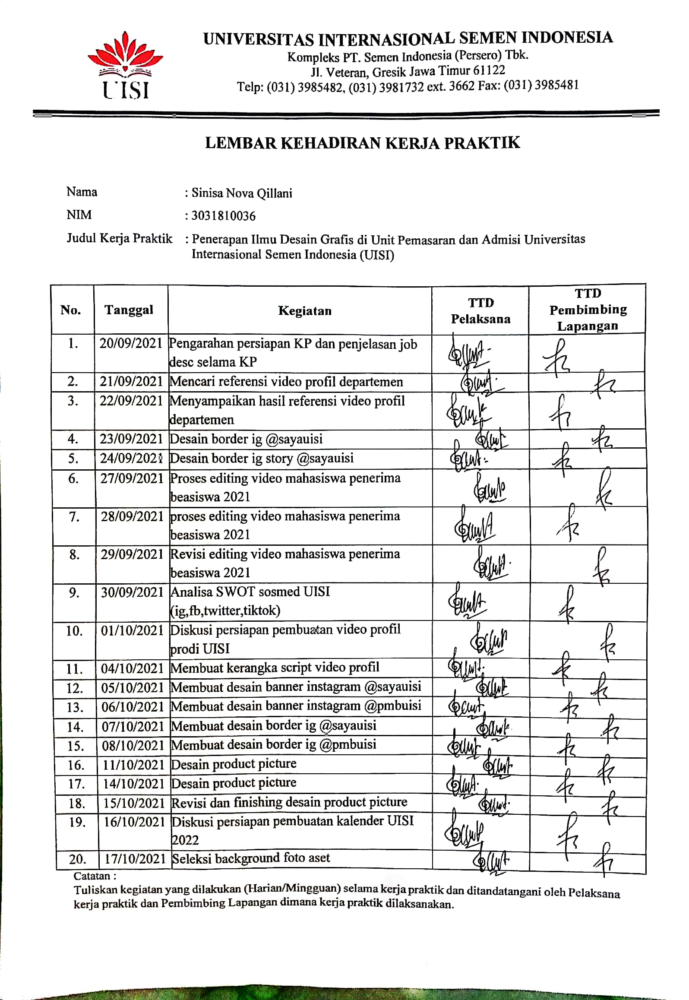 UNIVERSITAS INTERNASIONAL SEMEN INDONESIA
Kompleks PT. Semen Indonesia (Persero) Tbk.
Jl. Veteran, Gresik Jawa Timur 61122
Telp: (031) 3985482, (031) 3981732 ext. 3662 Fax: (031) 3985481
UISI
LEMBAR KEHADIRAN KERJA PRAKTIK
Nama : Sinisa Nova Qillani
NIM : 3031810036
Judul Kerja Praktik : Penerapan Ilmu Desain Grafis di Unit Pemasaran dan Admisi Universitas
Internasional Semen Indonesia (UISI)
No. Tanggal Kegiatan TTD Pelaksana TTD Pembimbing Lapangan
1. 20/09/2021 Pengarahan persiapan KP dan penjelasan job
desc selama KP
2. 21/09/2021 Mencari referensi video profil departemen
3. 22/09/2021 Menyampaikan hasil referensi video profil
departemen
4. 23/09/2021 Desain border ig @sayauisi
5. 24/09/2021 Desain border ig story @sayauisi
6. 27/09/2021 Proses editing video mahasiswa penerima
beasiswa 2021
7. 28/09/2021 proses editing video mahasiswa penerima
beasiswa 2021
8. 29/09/2021 Revisi editing video mahasiswa penerima
beasiswa 2021
9. 30/09/2021 Analisa SWOT sosmed UISI
(ig,fb,twitter,tiktok)
10. 01/10/2021 Diskusi persiapan pembuatan video profil
prodi UISI
11. 04/10/2021 Membuat kerangka script video profil
12. 05/10/2021 Membuat desain banner instagram @sayauisi
13. 06/10/2021 Membuat desain banner instagram @pmbuisi
14. 07/10/2021 Membuat desain border ig @sayauisi
15. 08/10/2021 Membuat desain border ig @pmbuisi
16. 11/10/2021 Desain product picture
17. 14/10/2021 Desain product picture
18. 15/10/2021 Revisi dan finishing desain product picture
19. 16/10/2021 Diskusi persiapan pembuatan kalender UISI
2022
20. 17/10/2021 Seleksi background foto aset
Catatan :
Tuliskan kegiatan yang dilakukan (Harian/Mingguan) selama kerja praktik dan ditandatangani oleh Pelaksana
kerja praktik dan Pembimbing Lapangan dimana kerja praktik dilaksanakan.